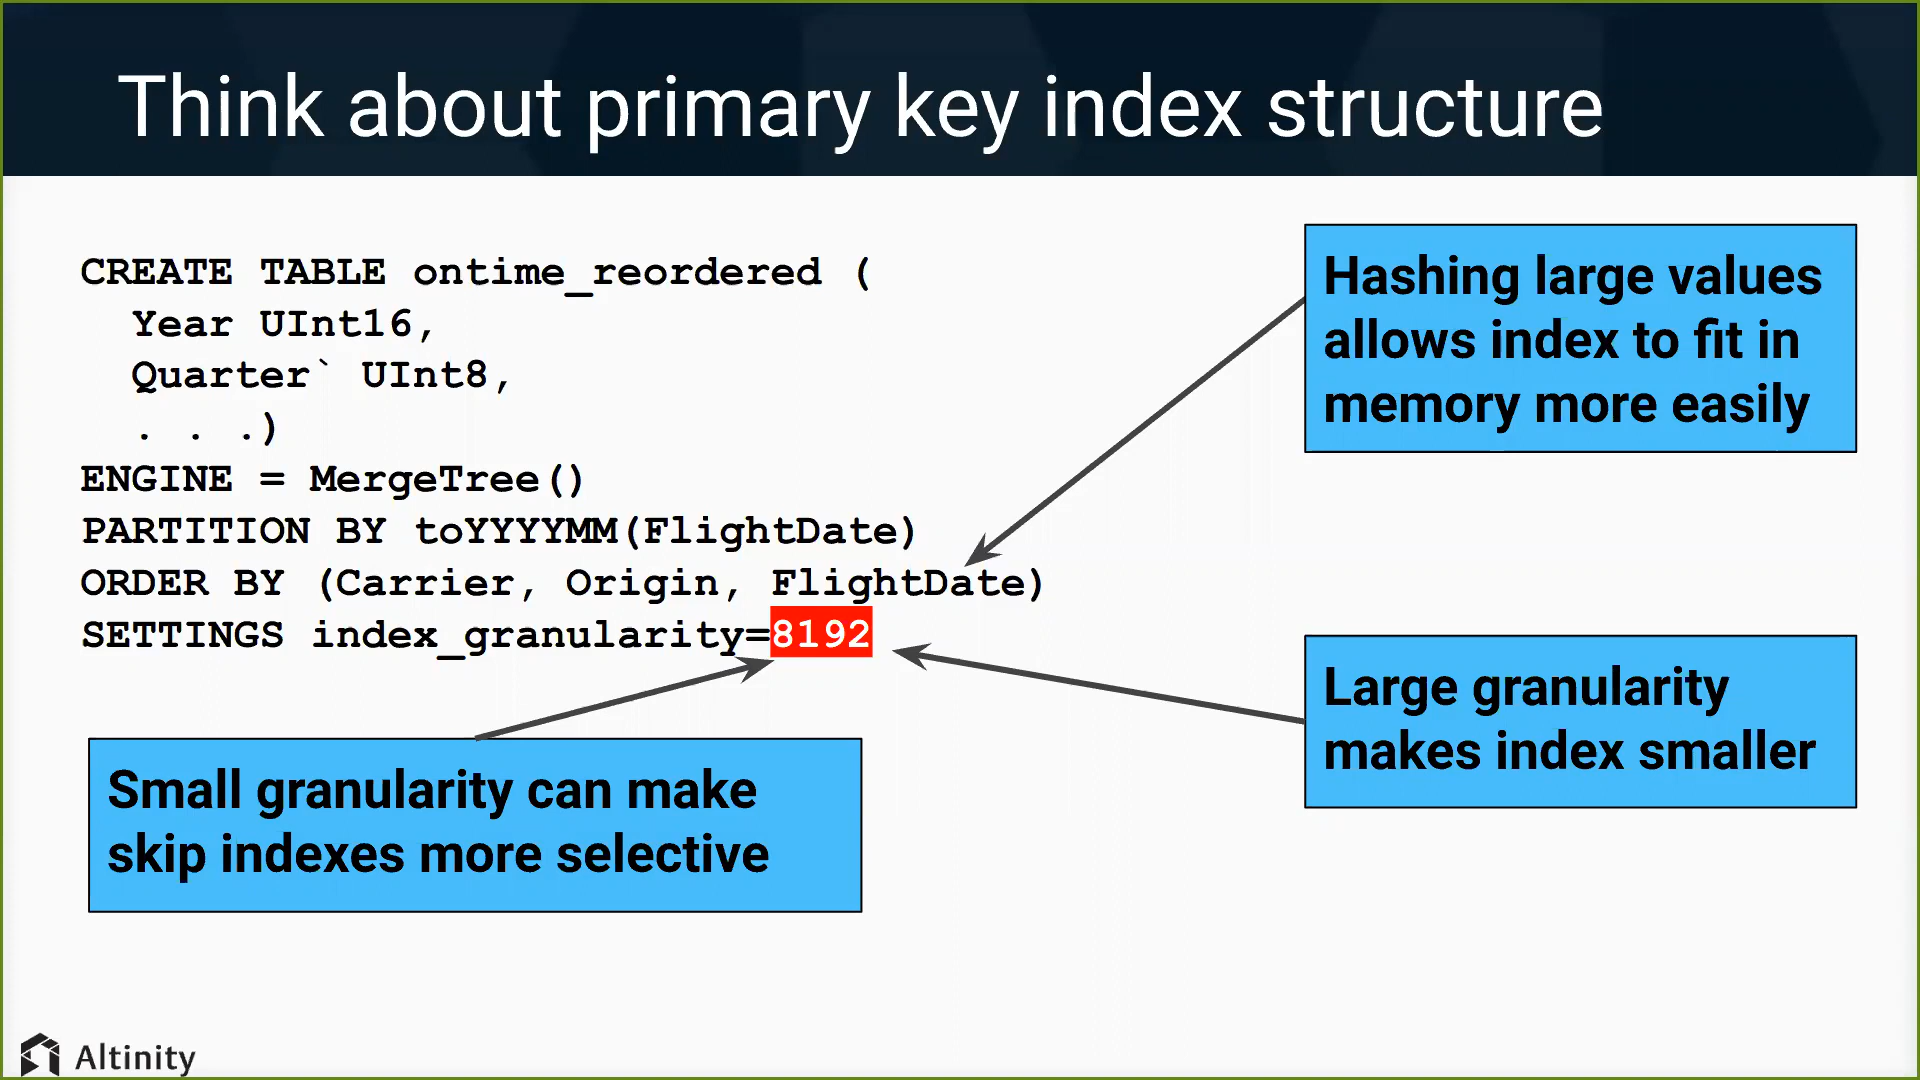 Think about primary key index structure
CREATE TABLE ontime_reordered (
Year UInt16,
Quarter` UInt8,
. . .)
ENGINE = MergeTree()
PARTITION BY toYYYYMM(FlightDate)
ORDER BY (Carrier, Origin, FlightDate)
SETTINGS index_granularity=8192
Hashing large values
allows index to fit in
memory more easily
Large granularity
makes index smaller
Small granularity can make
skip indexes more selective
Altinity